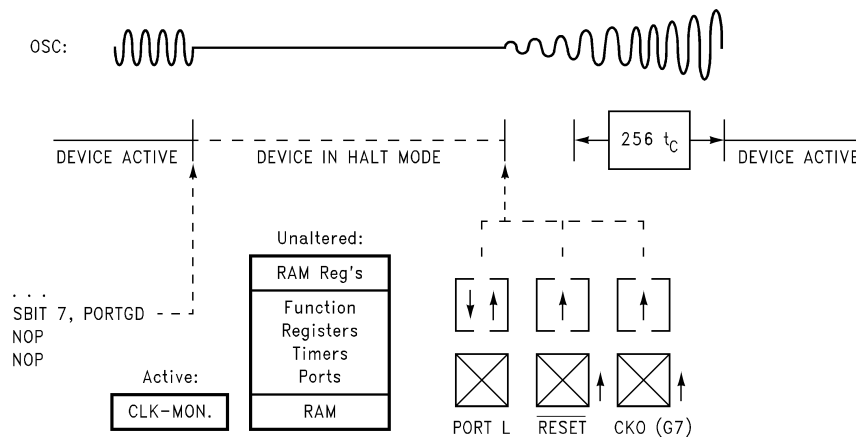 OSC:
256 tC
DEVICE ACTIVE
DEVICE IN HALT MODE
DEVICE ACTIVE
Unaltered:
RAM Reg's
. . .
SBIT 7, PORTGD
NOP
NOP
Function
Registers
Timers
Ports
Active:
CLK-MON.
RAM
PORT L
RESET
CKO (G7)